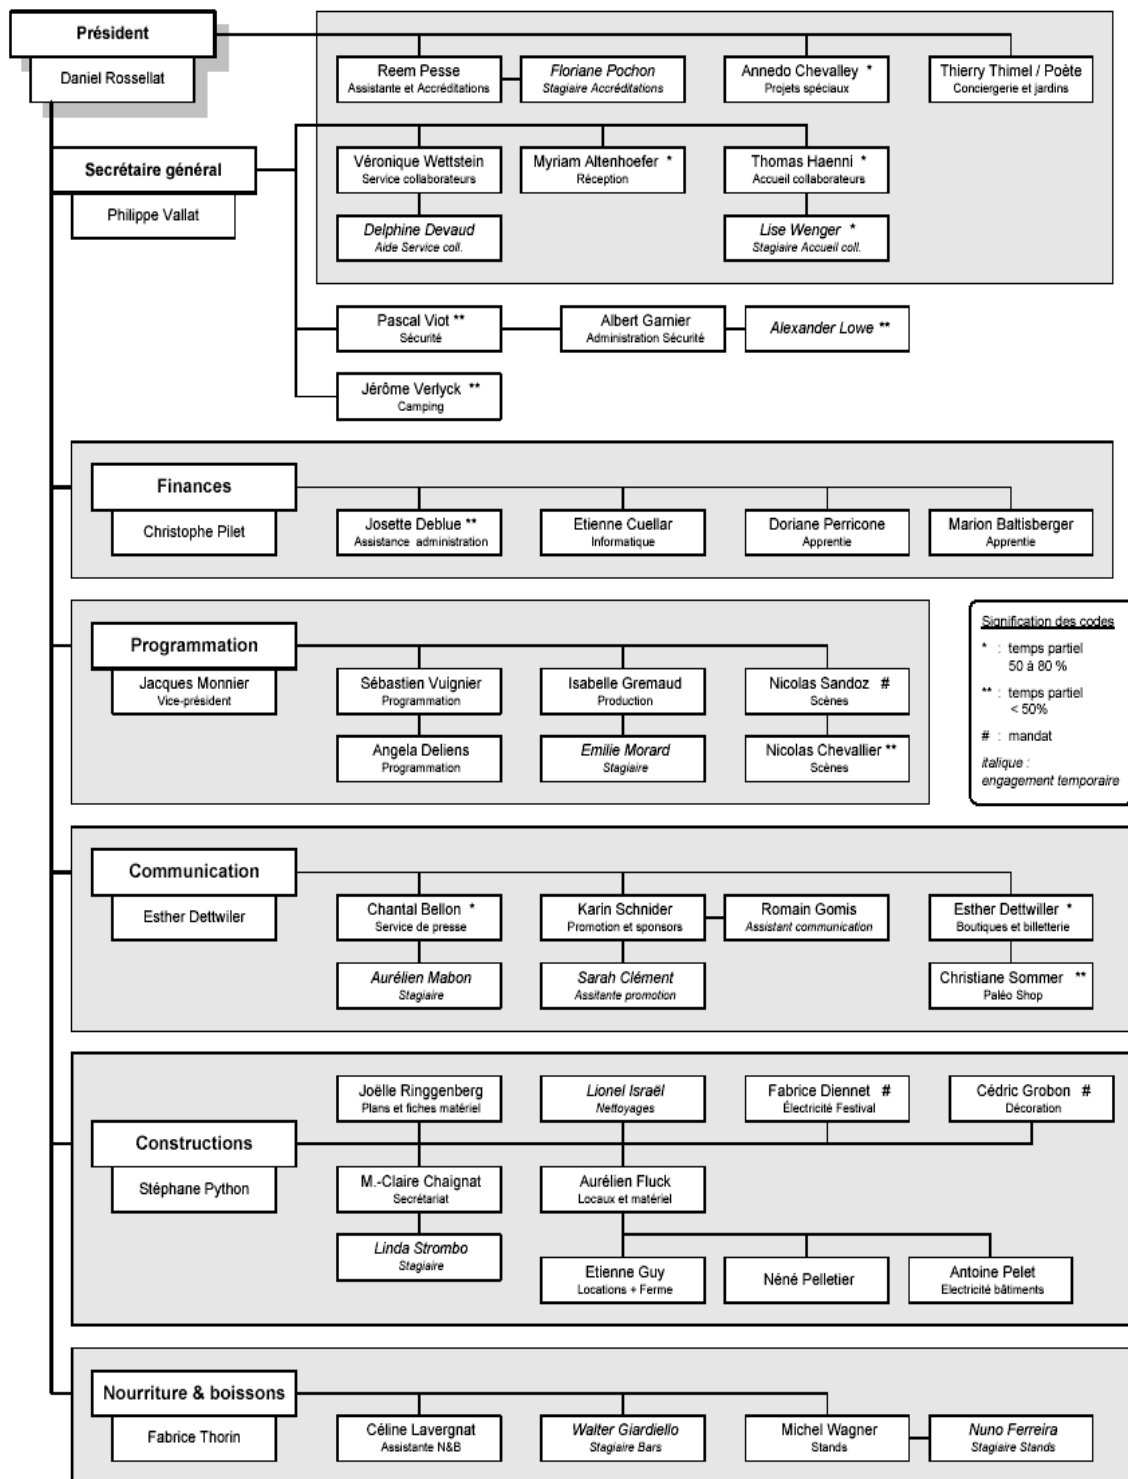 Président
Daniel Rossellat
Reem Pesse
Assistante et Accréditations
Floriane Pochon
Stagiaire Accréditations
Annedo Chevalley *
Projets spéciaux
Thierry Thimel / Poète
Conciergerie et jardins
Secrétaire général
Philippe Vallat
Véronique Wettstein
Service collaborateurs
Myriam Altenhoefer *
Réception
Thomas Haenni *
Accueil collaborateurs
Delphine Devaud
Aide Service coll.
Lise Wenger *
Stagiaire Accueil coll.
Pascal Viot **
Sécurité
Albert Garnier
Administration Sécurité
Alexander Lowe **
Jérôme Verlyck **
Camping
Finances
Christophe Pilet
Josette Deblue **
Assistance administration
Etienne Cuellar
Informatique
Doriane Perricone
Apprentie
Marion Baltisberger
Apprentie
Programmation
Jacques Monnier
Vice-président
Sébastien Vuignier
Programmation
Isabelle Gremaud
Production
Nicolas Sandoz #
Scènes
Angela Deliens
Programmation
Emilie Morard
Stagiaire
Nicolas Chevallier **
Scènes
Signification des codes
* : temps partiel
50 à 80 %
** : temps partiel
< 50%
# : mandat
italique :
engagement temporaire
Communication
Esther Dettwiler
Chantal Bellon *
Service de presse
Karin Schnider
Promotion et sponsors
Romain Gomis
Assistant communication
Esther Dettwiller *
Boutiques et billetterie
Aurélien Mabon
Stagiaire
Sarah Clément
Assitante promotion
Christiane Sommer **
Paléo Shop
Constructions
Stéphane Python
Joëlle Ringgenberg
Plans et fiches matériel
Lionel Israël
Nettoyages
Fabrice Diennet #
Électricité Festival
Cédric Grobon #
Décoration
M.-Claire Chaignat
Secrétariat
Aurélien Fluck
Locaux et matériel
Linda Strombo
Stagiaire
Etienne Guy
Locations + Ferme
Néné Pelletier
Antoine Pelet
Electricité bâtiments
Nourriture & boissons
Fabrice Thorin
Céline Lavergnat
Assistante N&B
Walter Giardiello
Stagiaire Bars
Michel Wagner
Stands
Nuno Ferreira
Stagiaire Stands